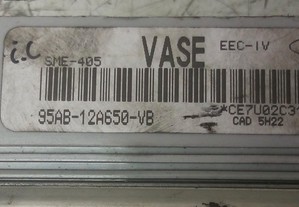 i.C
SME-405 VASE EEC-IV
95AB-12A650-VB *CE7U02C3
CAD 5H22